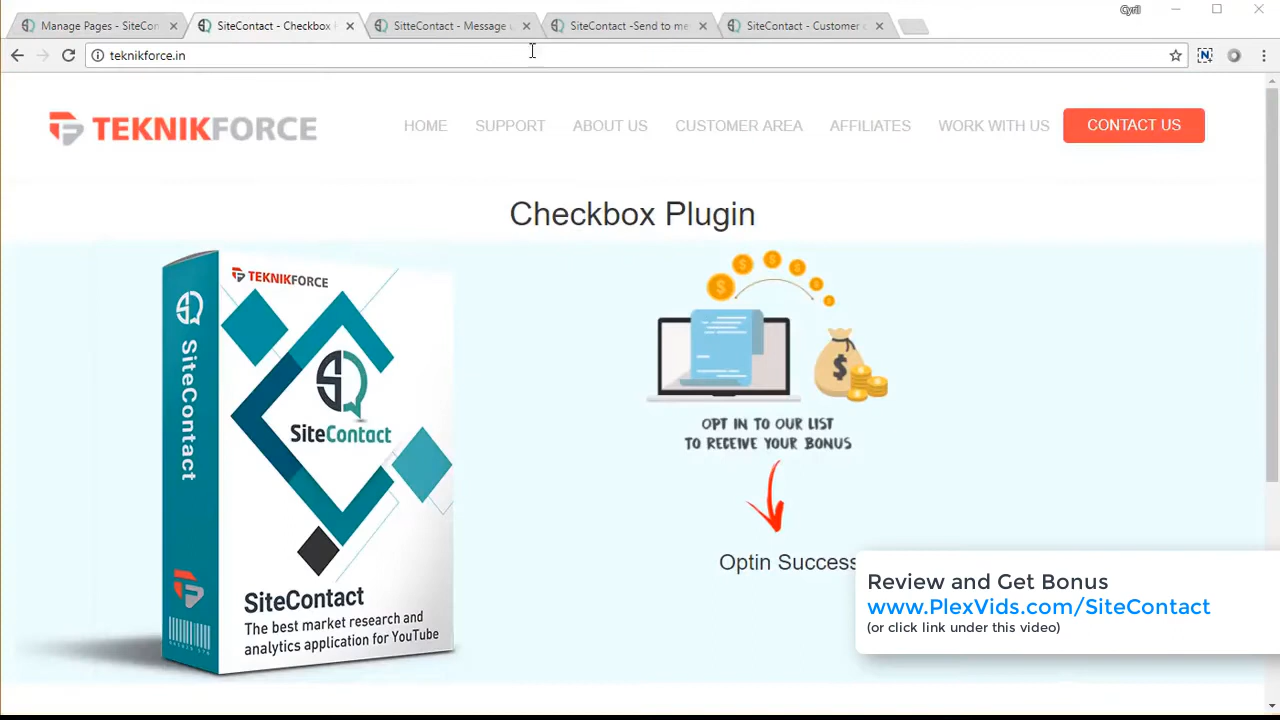 Cyril
Manage Pages - SiteCon
SiteContact - Checkbox
SitteContact - Message
SiteContact -Send to me
SiteContact - Customer
teknikforce.in
N
TEKNIKFORCE
HOME
SUPPORT
ABOUT US
CUSTOMER AREA
AFFILIATES
WORK WITH US
CONTACT US
Checkbox Plugin
TEKNIKFORCE
SiteContact
SiteContact
SiteContact
The best market research and
analytics application for YouTube
OPT IN TO OUR LIST
TO RECEIVE YOUR BONUS
Optin Success
Review and Get Bonus
www.PlexVids.com/SiteContact
(or click link under this video)